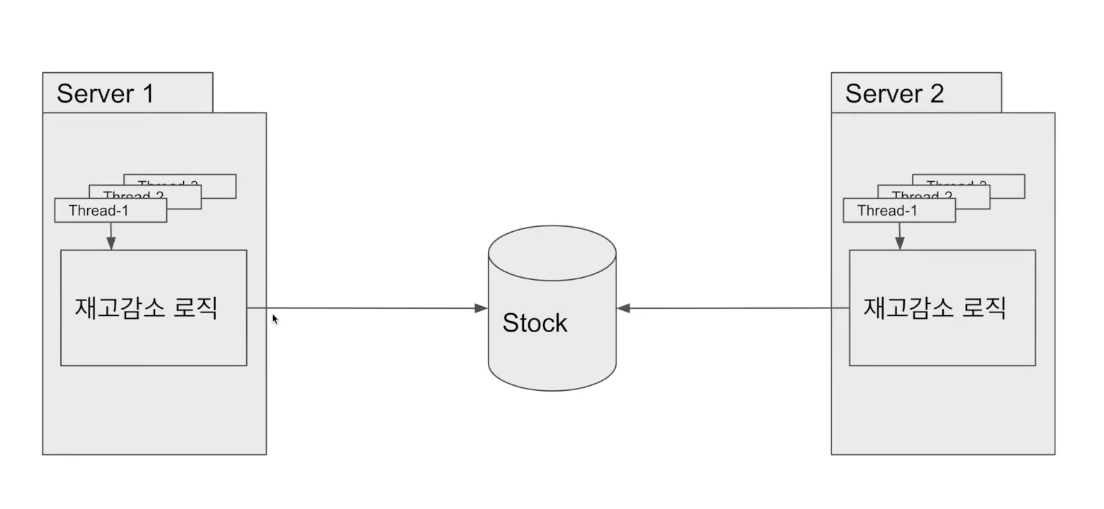 Server 1
Thread-3
Thread-2
Thread-1
재고감소 로직
Stock
Server 2
Thread-3
Thread-2
Thread-1
재고감소 로직